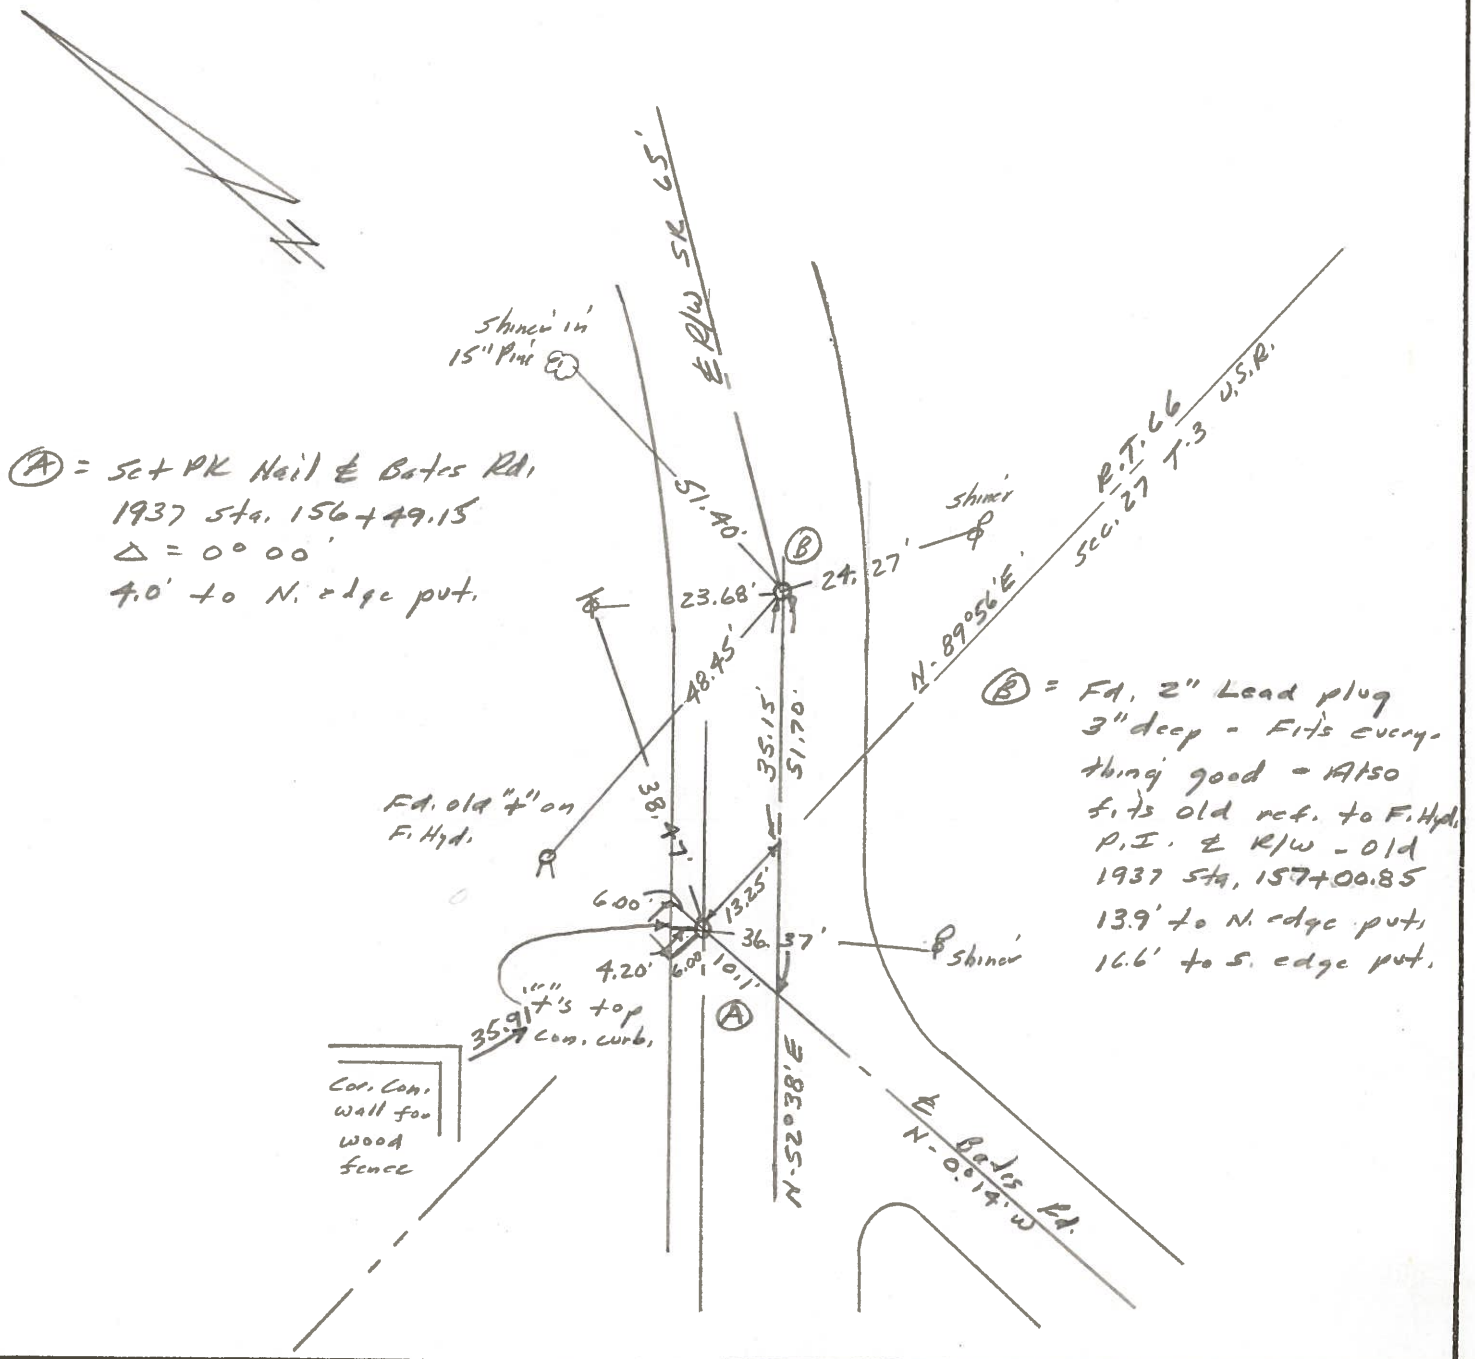 N
℄ R/W SR 65'
shiner in
15" Pine
Ⓐ = Set PK Nail ℄ Bates Rd.
1937 sta. 156+49.15
△ = 0° 00'
4.0' to N. edge pvt.
51.40'
Ⓑ
shiner
24.27'
23.68'
48.45'
R.T. 66
Sec. 27 T.3 U.S.R.
N-89°56'E
35.15'
51.70'
Ⓑ = Fd. 2" Lead plug
3" deep - Fits every-
thing good - Also
fits old ref. to F. Hyd.
P.I. ℄ R/W - old
1937 sta. 157+00.85
13.9' to N. edge pvt.
16.6' to S. edge pvt.
Fd. old "+" on
F. Hyd.
38.47'
6.00'
13.25'
36.37'
shiner
4.20'
6.00'
10.1'
Ⓐ
"+"'s top
con. curb.
35.91'
Cor. Con.
wall for
wood
fence
N-52°38'E
℄ Bates Rd.
N-0°14'W